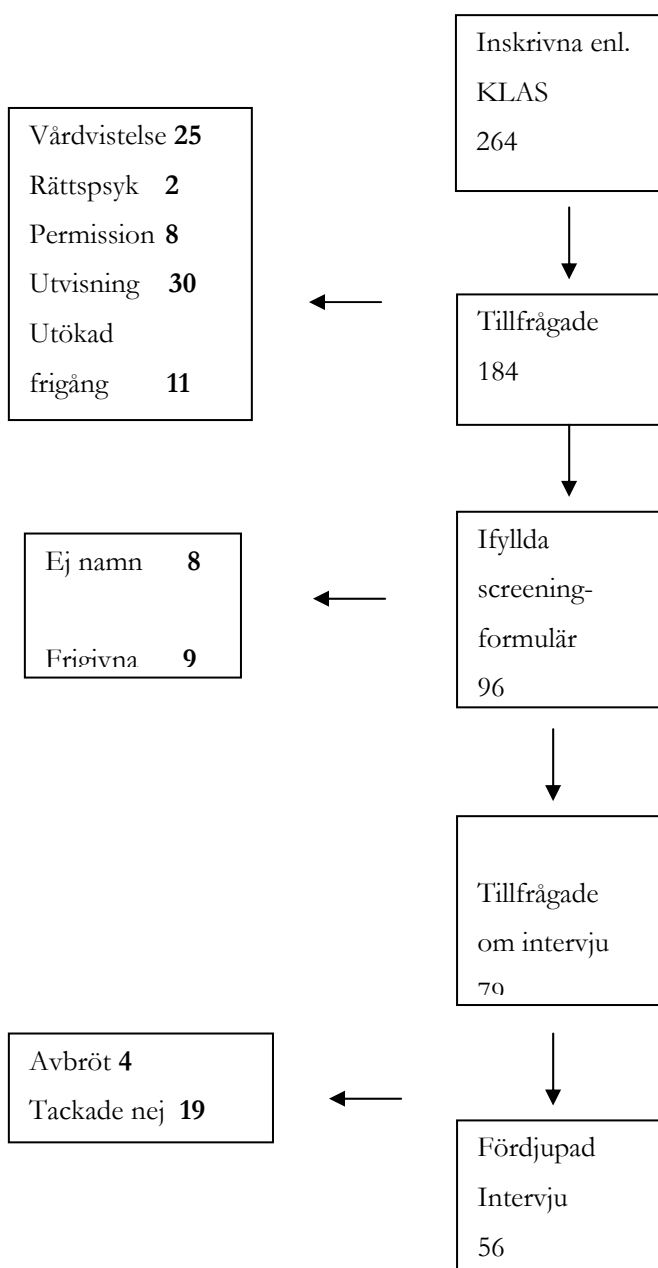 Inskrivna enl.
KLAS
264
Vårdvistelse 25
Rättspsyk 2
Permission 8
Utvisning 30
Utökad
frigång 11
Tillfrågade
184
Ifyllda
screening-
formulär
96
Ej namn 8
Frigivna 9
Tillfrågade
om intervju
79
Avbröt 4
Tackade nej 19
Fördjupad
Intervju
56